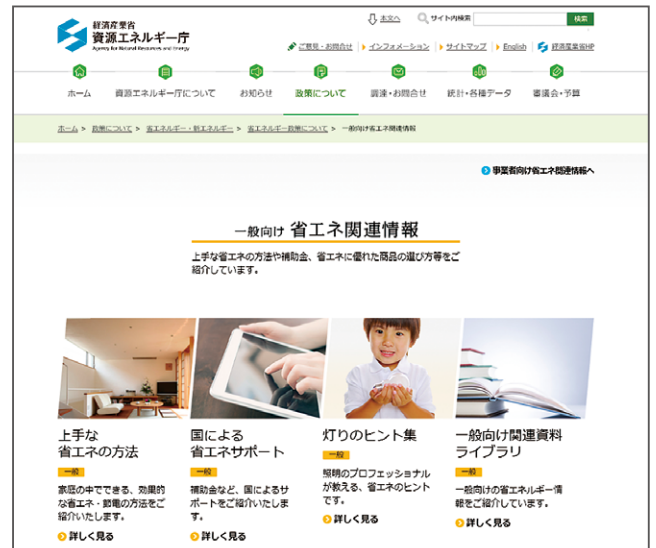 経済産業省
資源エネルギー庁
Agency for Natural Resources and Energy
本文へ
サイト内検索
検索
ご意見・お問合せ
インフォメーション
サイトマップ
English
経済産業省HP
ホーム
資源エネルギー庁について
お知らせ
政策について
調達・お問合せ
統計・各種データ
審議会・予算
ホーム > 政策について > 省エネルギー・新エネルギー > 省エネルギー政策について > 一般向け省エネ関連情報
事業者向け省エネ関連情報へ
一般向け 省エネ関連情報
上手な省エネの方法や補助金、省エネに優れた商品の選び方等をご
紹介しています。
上手な
省エネの方法
一般
家庭の中でできる、効果的
な省エネ・節電の方法をご
紹介いたします。
詳しく見る
国による
省エネサポート
一般
補助金など、国によるサ
ポートをご紹介いたしま
す。
詳しく見る
灯りのヒント集
一般
照明のプロフェッショナル
が教える、省エネのヒント
です。
詳しく見る
一般向け関連資料
ライブラリ
一般
一般向けの省エネルギー情
報をご紹介しています。
詳しく見る